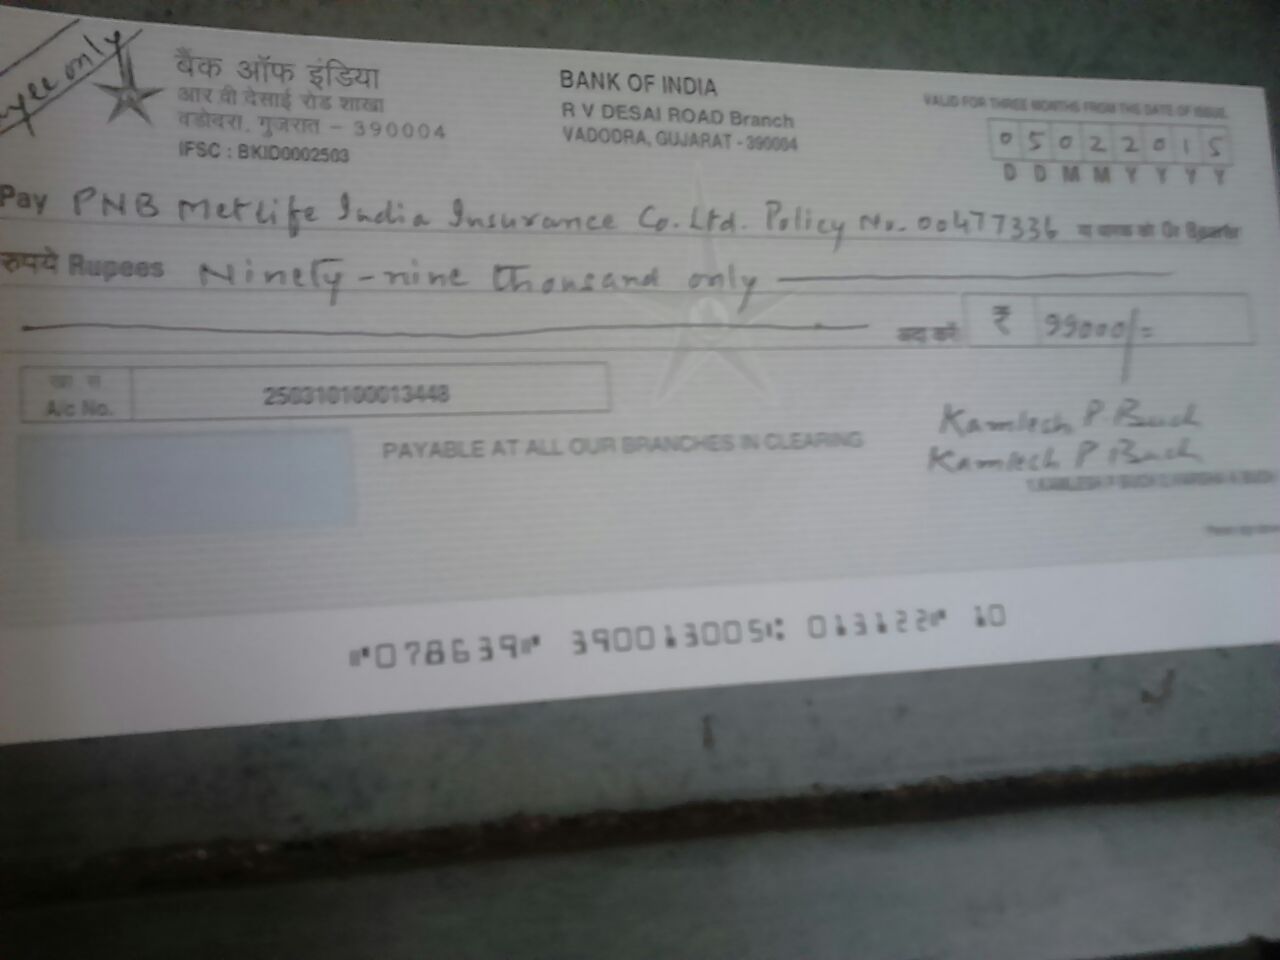 yee only
बैंक ऑफ इंडिया
आर वी देसाई रोड शाखा
वडोदरा, गुजरात - 390004
IFSC : BKID0002503
BANK OF INDIA
R V DESAI ROAD Branch
VADODRA, GUJARAT - 390004
VALID FOR THREE MONTHS FROM THE DATE OF ISSUE
0 5 0 2 2 0 1 5
D D M M Y Y Y Y
Pay PNB Metlife India Insurance Co. Ltd. Policy No. 00477336 या धारक को Or Bearer
रुपये Rupees Ninety-nine thousand only
अदा करें ₹ 99000/=
खा सं
A/c No. 250310100013448
PAYABLE AT ALL OUR BRANCHES IN CLEARING
Kamlesh P. Buch
Kamlesh P Buch
1.KAMLESH P BUCH
⑈078639⑈ 390013005⑆ 013122⑈ 10